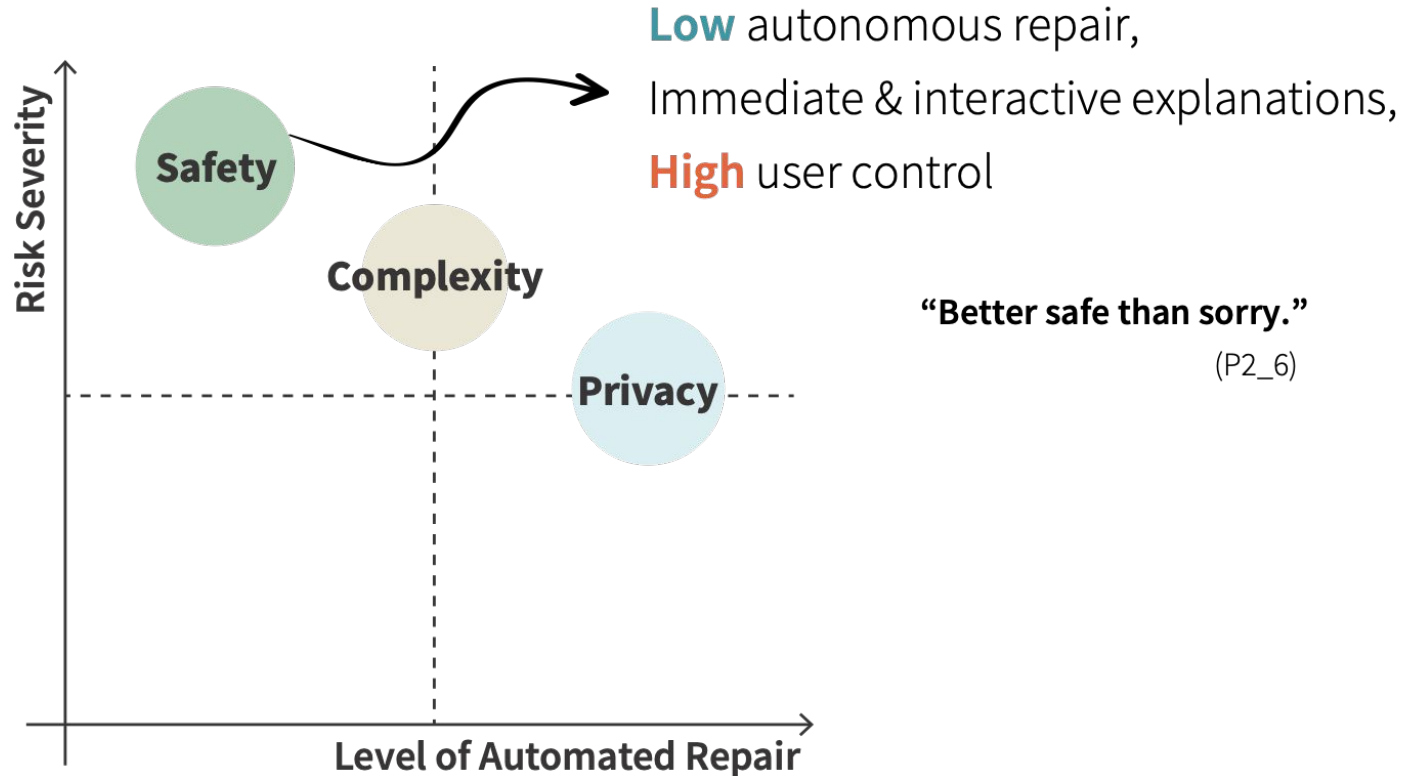 Low autonomous repair,
Immediate & interactive explanations,
High user control
Risk Severity
Safety
Complexity
Privacy
“Better safe than sorry.”
(P2_6)
Level of Automated Repair